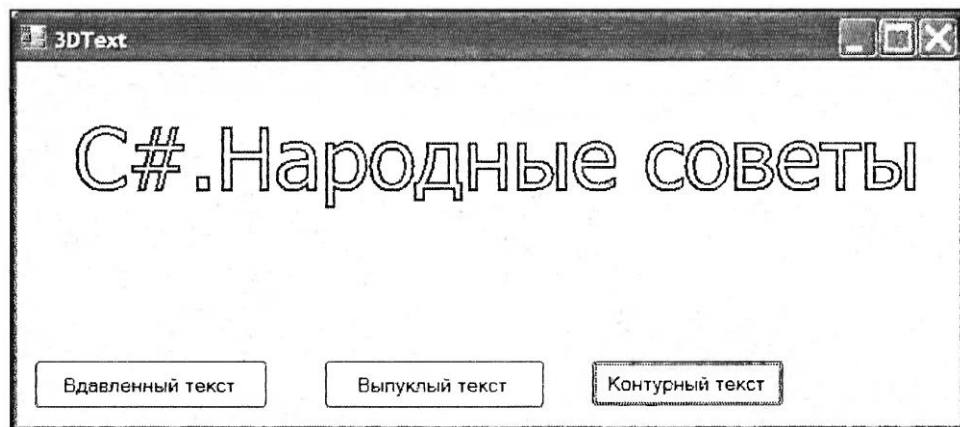 3DText
C#.Народные советы
Вдавленный текст Выпуклый текст Контурный текст